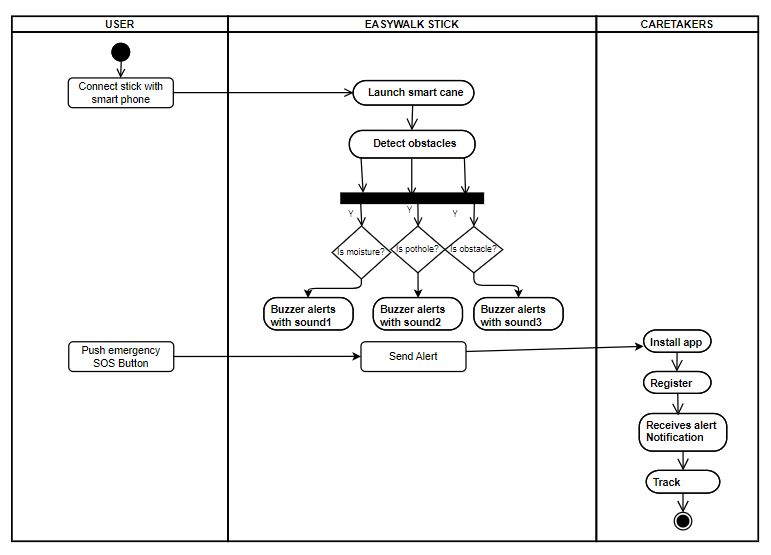 USER
EASYWALK STICK
CARETAKERS
Connect stick with
smart phone
Launch smart cane
Detect obstacles
Y
Y
Y
Is moisture?
Is pothole?
Is obstacle?
Buzzer alerts
with sound1
Buzzer alerts
with sound2
Buzzer alerts
with sound3
Push emergency
SOS Button
Send Alert
Install app
Register
Receives alert
Notification
Track